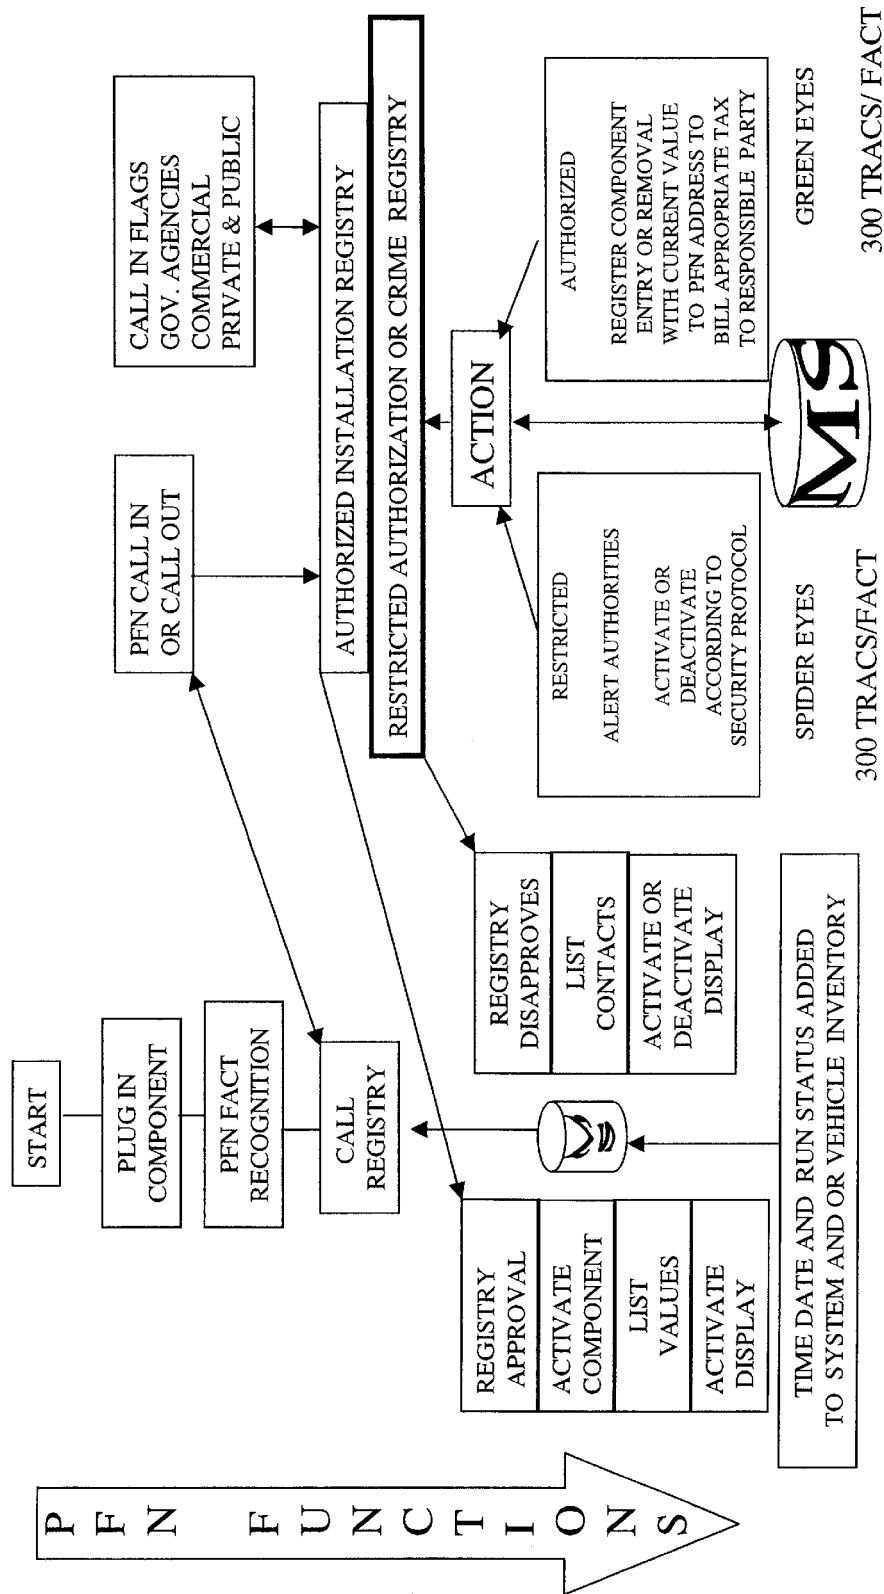 PFN FUNCTIONS
START
PLUG IN
COMPONENT
PFN FACT
RECOGNITION
CALL
REGISTRY
PFN CALL IN
OR CALL OUT
CALL IN FLAGS
GOV. AGENCIES
COMMERCIAL
PRIVATE & PUBLIC
AUTHORIZED INSTALLATION REGISTRY
RESTRICTED AUTHORIZATION OR CRIME REGISTRY
REGISTRY
APPROVAL
ACTIVATE
COMPONENT
LIST
VALUES
ACTIVATE
DISPLAY
REGISTRY
DISAPPROVES
LIST
CONTACTS
ACTIVATE OR
DEACTIVATE
DISPLAY
ACTION
RESTRICTED
ALERT AUTHORITIES
ACTIVATE OR
DEACTIVATE
ACCORDING TO
SECURITY PROTOCOL
AUTHORIZED
REGISTER COMPONENT
ENTRY OR REMOVAL
WITH CURRENT VALUE
TO PFN ADDRESS TO
BILL APPROPRIATE TAX
TO RESPONSIBLE PARTY
MS
TIME DATE AND RUN STATUS ADDED
TO SYSTEM AND OR VEHICLE INVENTORY
SPIDER EYES
300 TRACS/FACT
GREEN EYES
300 TRACS/ FACT